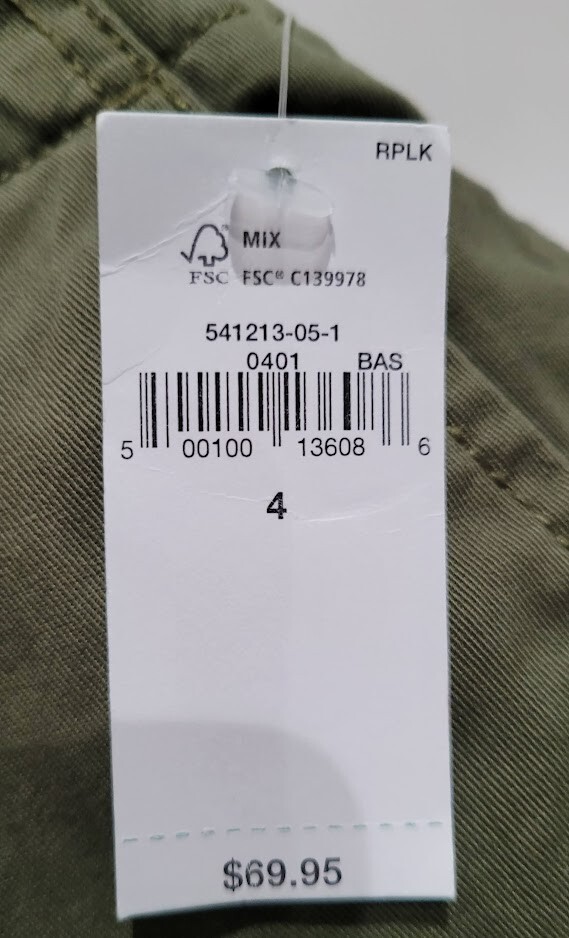 RPLK
MIX
FSC FSC® C139978
541213-05-1
0401 BAS
5 00100 13608 6
4
$69.95